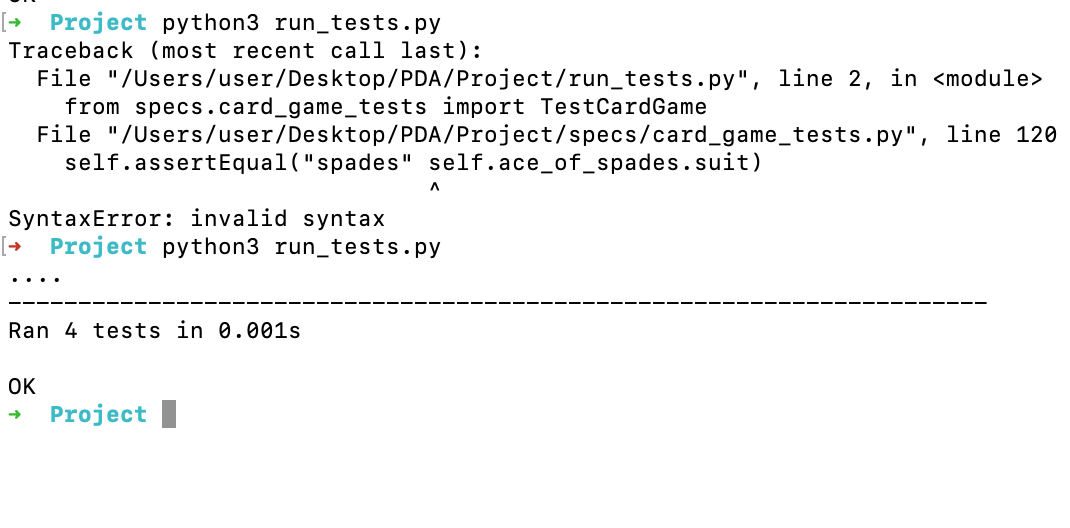 OK
→ Project python3 run_tests.py
Traceback (most recent call last):
  File "/Users/user/Desktop/PDA/Project/run_tests.py", line 2, in <module>
    from specs.card_game_tests import TestCardGame
  File "/Users/user/Desktop/PDA/Project/specs/card_game_tests.py", line 120
    self.assertEqual("spades" self.ace_of_spades.suit)
                              ^
SyntaxError: invalid syntax
→ Project python3 run_tests.py
....
----------------------------------------------------------------------
Ran 4 tests in 0.001s

OK
→ Project